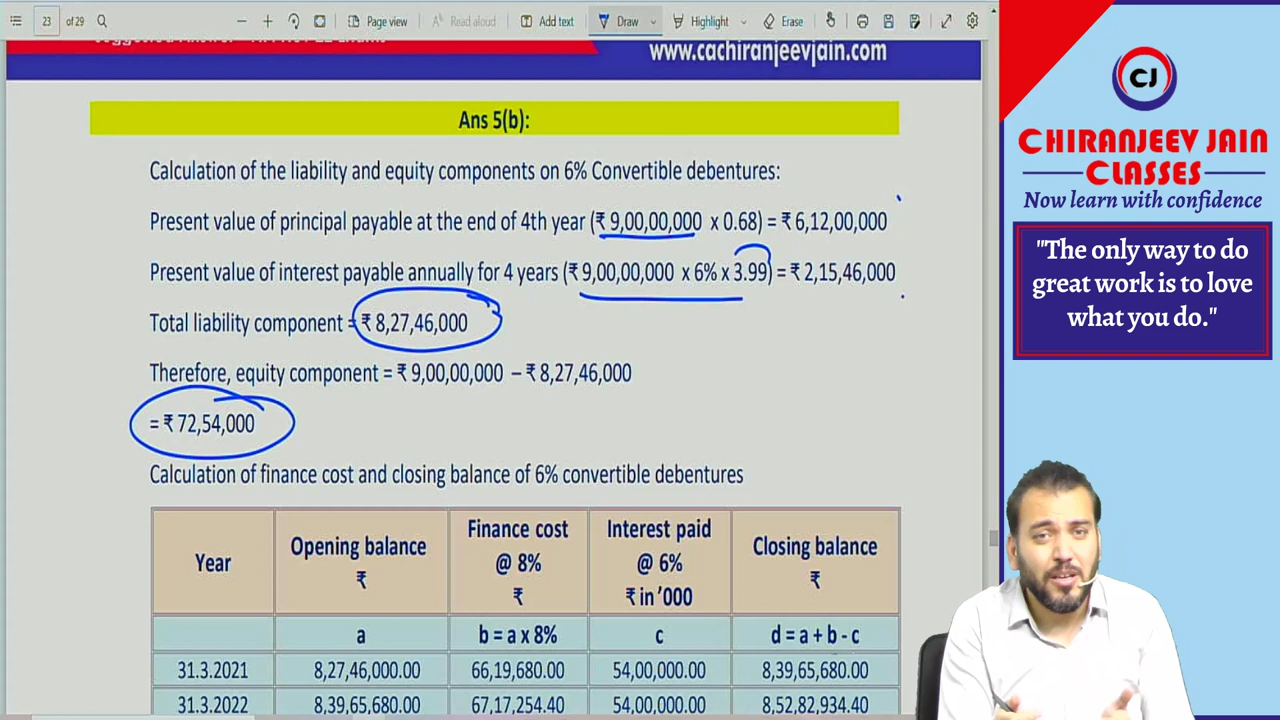 23 of 29
Page view
Read aloud
Add text
Draw
Highlight
Erase
www.cachiranjeevjain.com
Ans 5(b):
Calculation of the liability and equity components on 6% Convertible debentures:
Present value of principal payable at the end of 4th year (₹ 9,00,00,000 x 0.68) = ₹ 6,12,00,000
Present value of interest payable annually for 4 years (₹ 9,00,00,000 x 6% x 3.99) = ₹ 2,15,46,000
Total liability component = ₹ 8,27,46,000
Therefore, equity component = ₹ 9,00,00,000 – ₹ 8,27,46,000
= ₹ 72,54,000
Calculation of finance cost and closing balance of 6% convertible debentures
Year
Opening balance
₹
Finance cost
@ 8%
₹
Interest paid
@ 6%
₹ in ’000
Closing balance
₹
a
b = a x 8%
c
d = a + b - c
31.3.2021 8,27,46,000.00 66,19,680.00 54,00,000.00 8,39,65,680.00
31.3.2022 8,39,65,680.00 67,17,254.40 54,00,000.00 8,52,82,934.40
CJ
CHIRANJEEV JAIN
CLASSES
Now learn with confidence
"The only way to do
great work is to love
what you do."